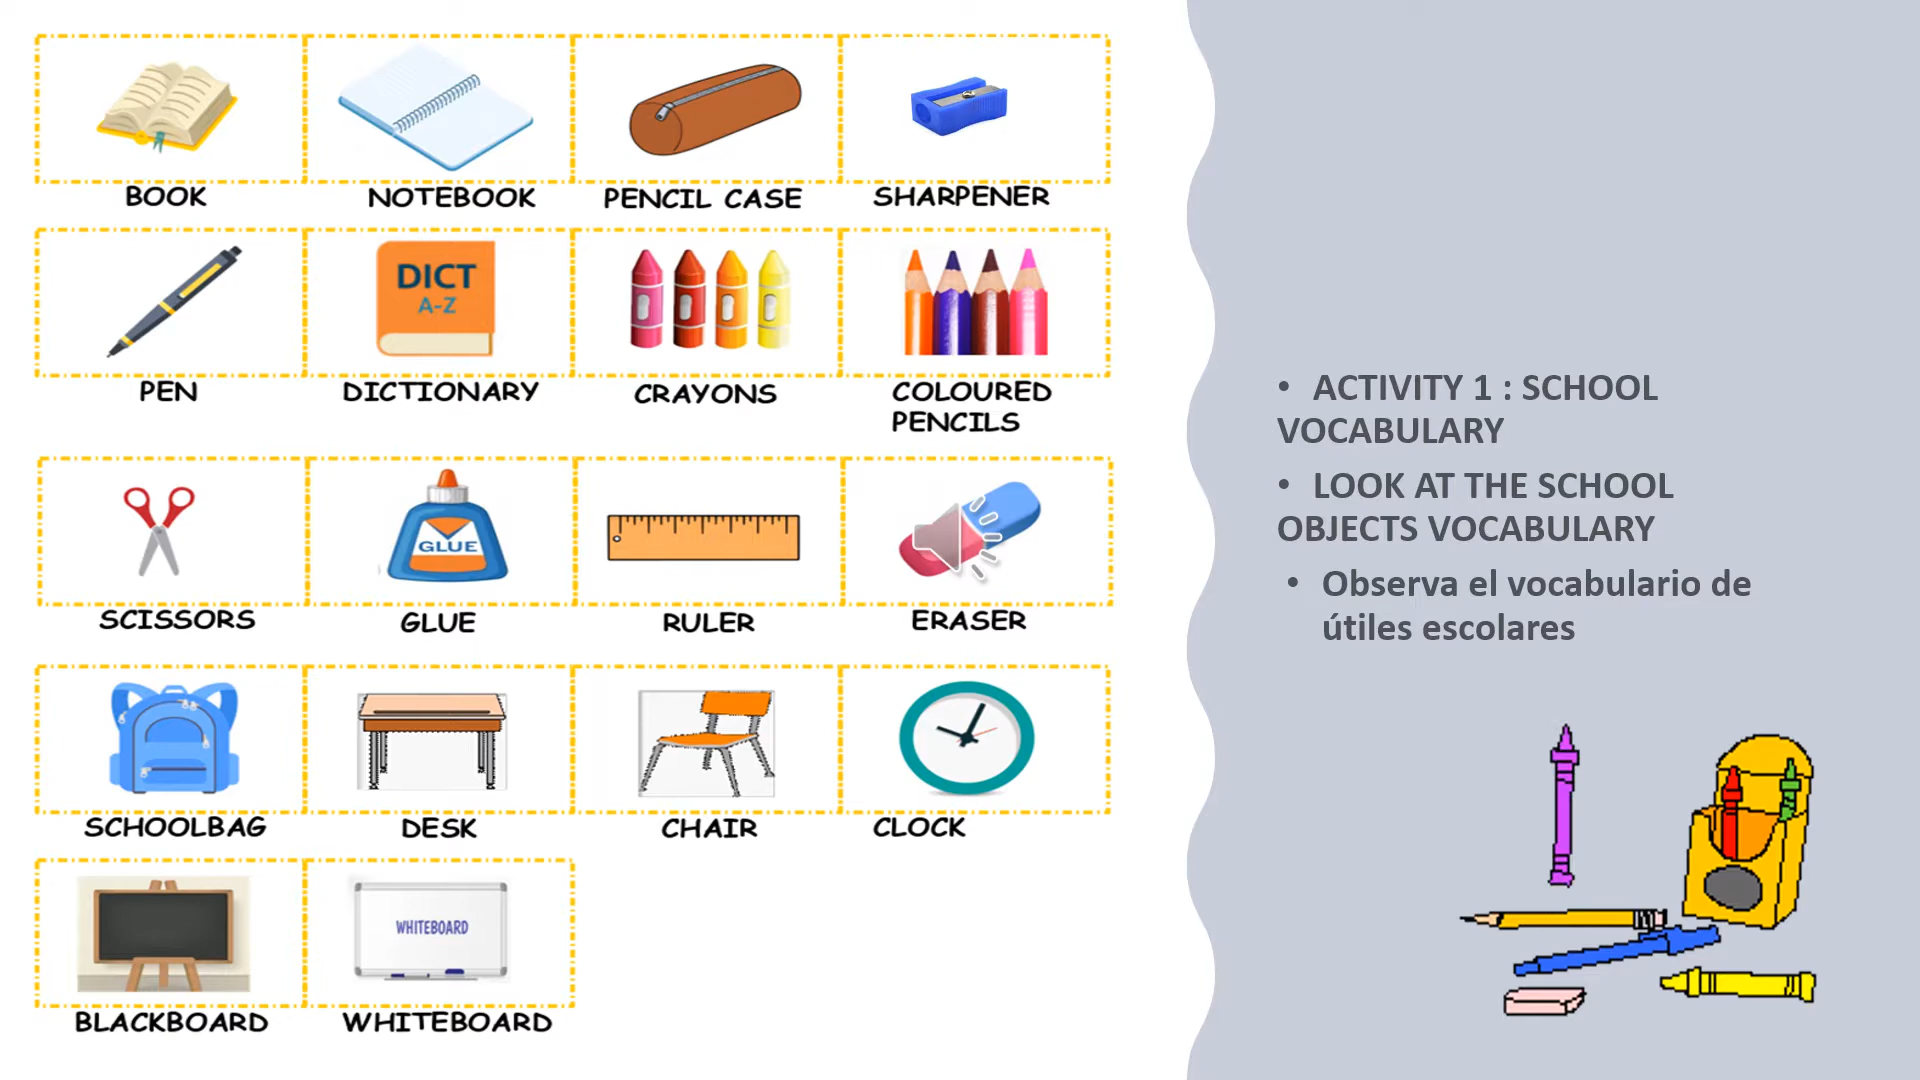 BOOK NOTEBOOK PENCIL CASE SHARPENER
DICT
A-Z
PEN DICTIONARY CRAYONS COLOURED
PENCILS
GLUE
SCISSORS GLUE RULER ERASER
SCHOOLBAG DESK CHAIR CLOCK
WHITEBOARD
BLACKBOARD WHITEBOARD
• ACTIVITY 1 : SCHOOL
VOCABULARY
• LOOK AT THE SCHOOL
OBJECTS VOCABULARY
• Observa el vocabulario de
útiles escolares